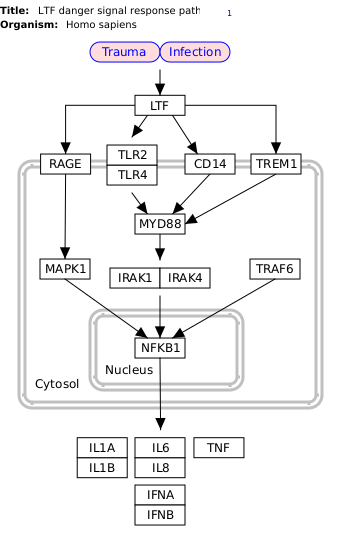 Title: LTF danger signal response path 1
Organism: Homo sapiens
Trauma Infection
LTF
RAGE TLR2 CD14 TREM1
TLR4
MYD88
MAPK1 IRAK1 IRAK4 TRAF6
NFKB1
Nucleus
Cytosol
IL1A IL6 TNF
IL1B IL8
IFNA
IFNB